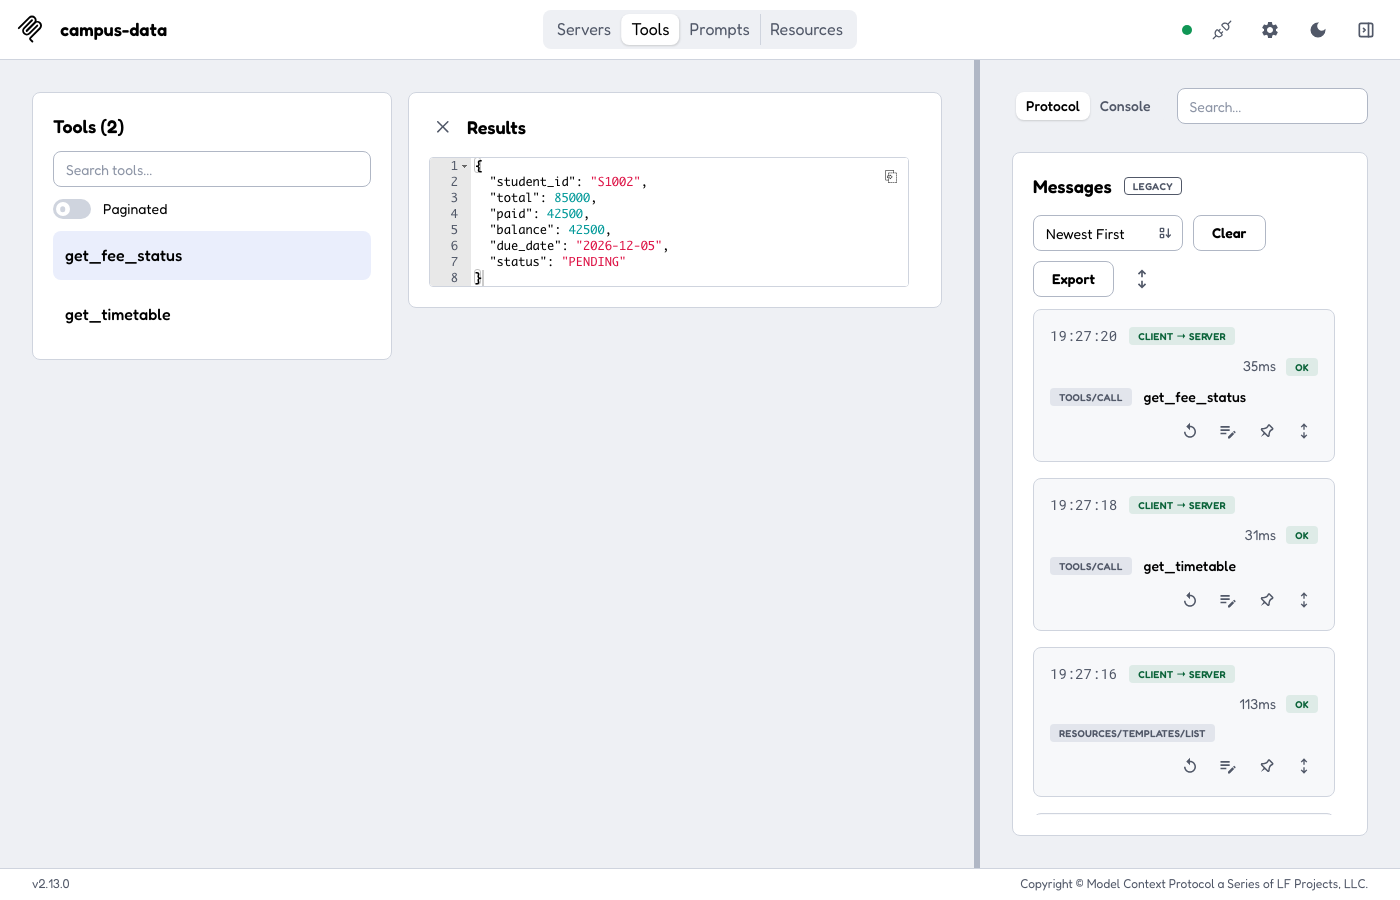 campus-data
Servers Tools Prompts Resources
Tools (2)
Search tools...
Paginated
get_fee_status
get_timetable
Results
1 {
2 "student_id": "S1002",
3 "total": 85000,
4 "paid": 42500,
5 "balance": 42500,
6 "due_date": "2026-12-05",
7 "status": "PENDING"
8 }
Protocol Console Search...
Messages LEGACY
Newest First Clear
Export
19:27:20 CLIENT → SERVER
35ms OK
TOOLS/CALL get_fee_status
19:27:18 CLIENT → SERVER
31ms OK
TOOLS/CALL get_timetable
19:27:16 CLIENT → SERVER
113ms OK
RESOURCES/TEMPLATES/LIST
v2.13.0
Copyright © Model Context Protocol a Series of LF Projects, LLC.